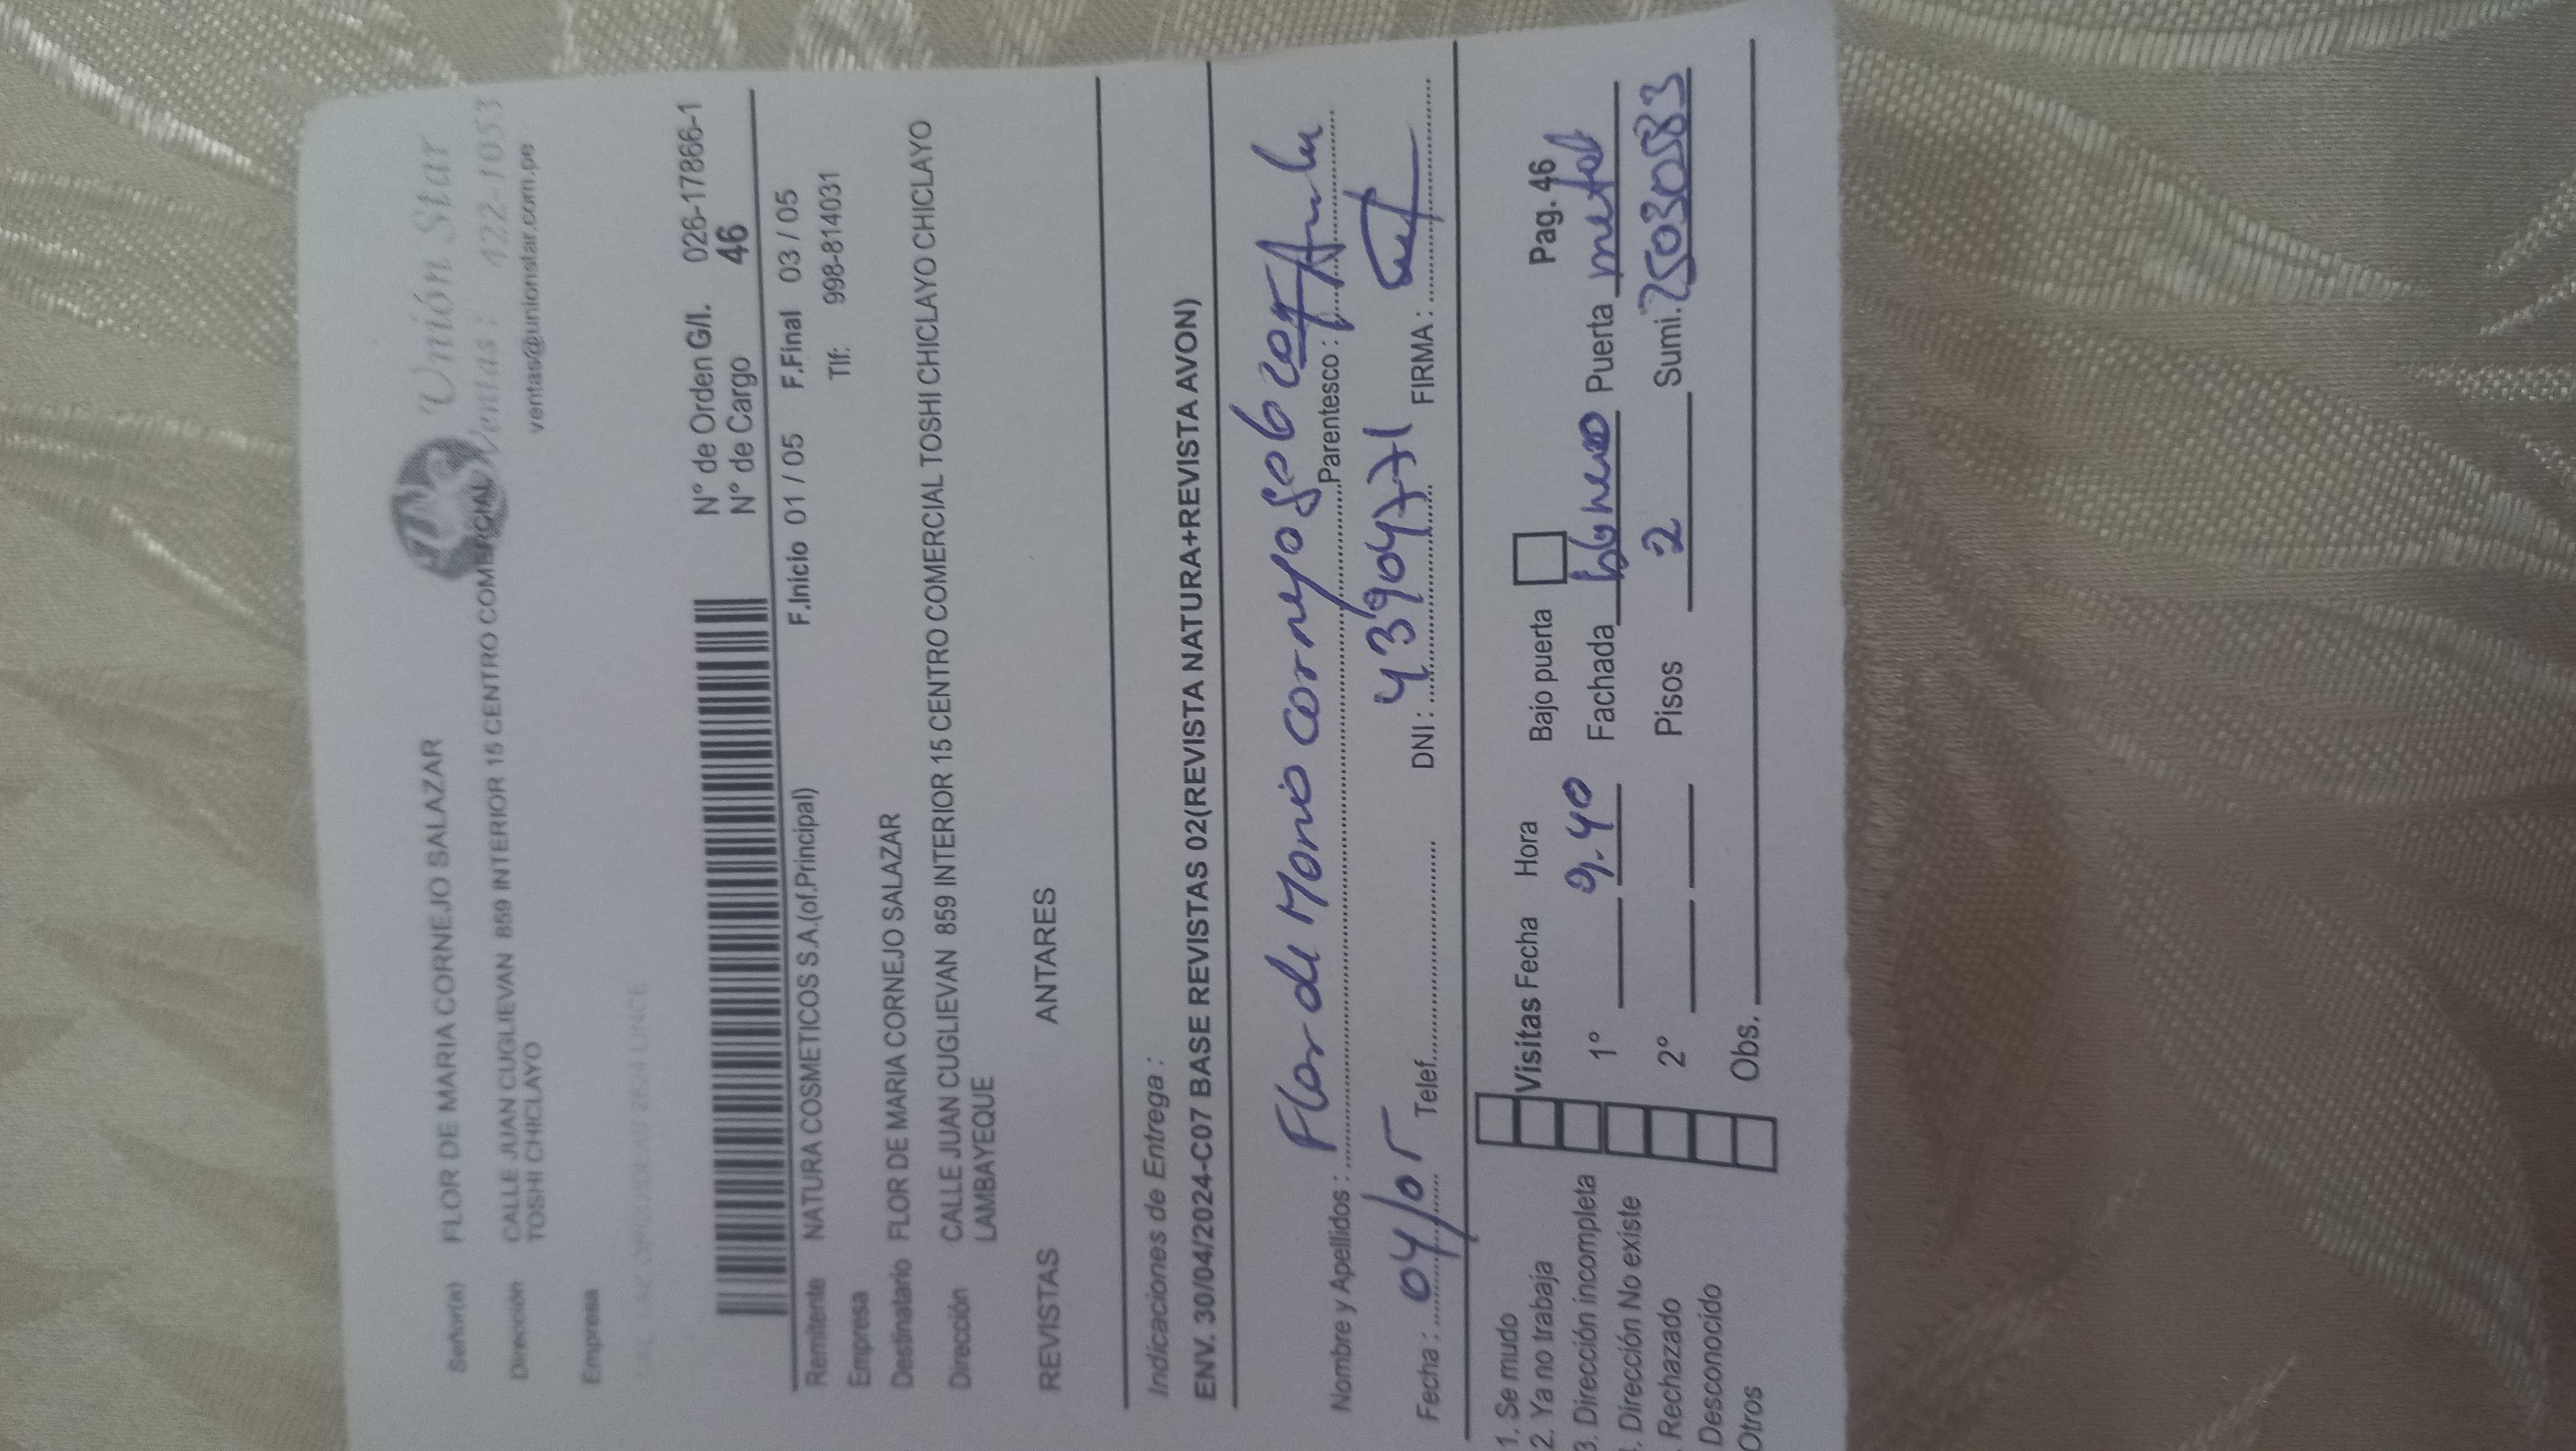 Unión Star
Ventas: 422-1053
ventas@unionstar.com.pe
Señor(a) FLOR DE MARIA CORNEJO SALAZAR
Dirección CALLE JUAN CUGLIEVAN 859 INTERIOR 15 CENTRO COMERCIAL
TOSHI CHICLAYO
Empresa
N° de Orden G/I. 026-17866-1
N° de Cargo 46
F.Inicio 01 / 05 F.Final 03 / 05
Remitente NATURA COSMETICOS S.A.(of.Principal) Tlf: 998-814031
Empresa
Destinatario FLOR DE MARIA CORNEJO SALAZAR
Dirección CALLE JUAN CUGLIEVAN 859 INTERIOR 15 CENTRO COMERCIAL TOSHI CHICLAYO CHICLAYO CHICLAYO
LAMBAYEQUE
REVISTAS ANTARES
Indicaciones de Entrega :
ENV. 30/04/2024-C07 BASE REVISTAS 02(REVISTA NATURA+REVISTA AVON)
Nombre y Apellidos : Flor de Maria Cornejo Parentesco :
Fecha : 04/05 Telef. DNI : 43904771 FIRMA :
1. Se mudo
2. Ya no trabaja
3. Dirección incompleta
. Dirección No existe
. Rechazado
Desconocido
Otros
Visitas Fecha Hora Bajo puerta Pag. 46
1° 9.40 Fachada Puerta metal
2° Pisos 2 Sumi. 25030583
Obs.